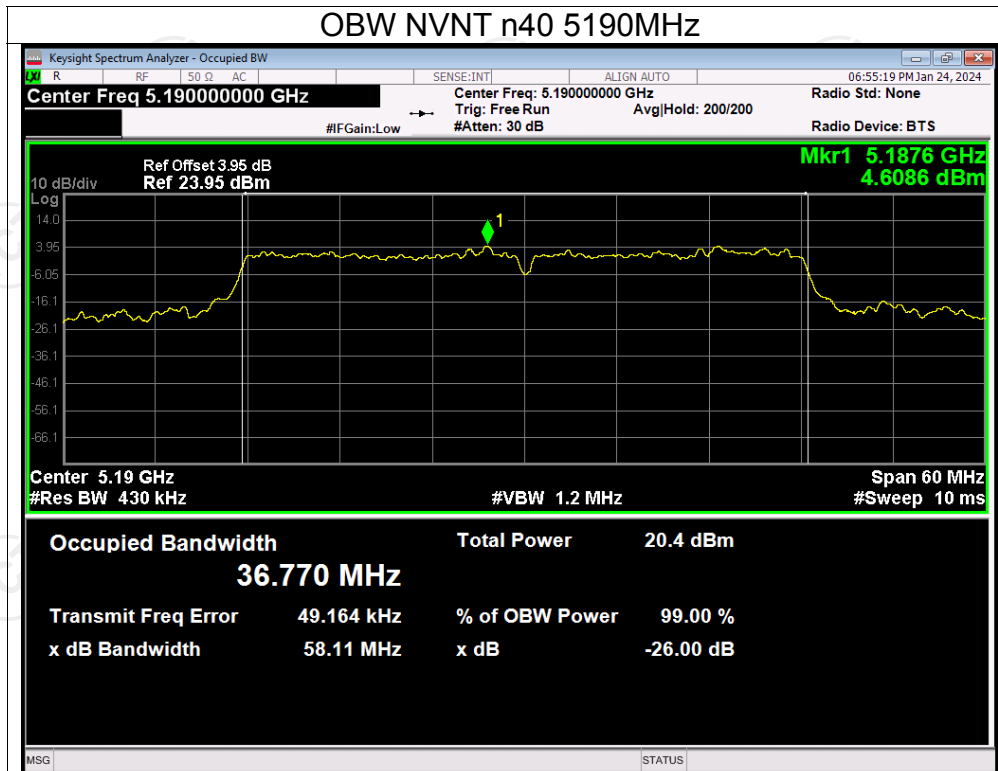 OBW NVNT n40 5190MHz
Keysight Spectrum Analyzer - Occupied BW
LXI R RF 50 Ω AC SENSE:INT ALIGN AUTO 06:55:19 PM Jan 24, 2024
Center Freq 5.190000000 GHz
Center Freq: 5.190000000 GHz
Radio Std: None
Trig: Free Run Avg|Hold: 200/200
#IFGain:Low #Atten: 30 dB Radio Device: BTS
Ref Offset 3.95 dB
Mkr1 5.1876 GHz
10 dB/div Ref 23.95 dBm 4.6086 dBm
Log
14.0
1
3.95
-6.05
-16.1
-26.1
-36.1
-46.1
-56.1
-66.1
Center 5.19 GHz Span 60 MHz
#Res BW 430 kHz #VBW 1.2 MHz #Sweep 10 ms
Occupied Bandwidth Total Power 20.4 dBm
36.770 MHz
Transmit Freq Error 49.164 kHz % of OBW Power 99.00 %
x dB Bandwidth 58.11 MHz x dB -26.00 dB
MSG STATUS